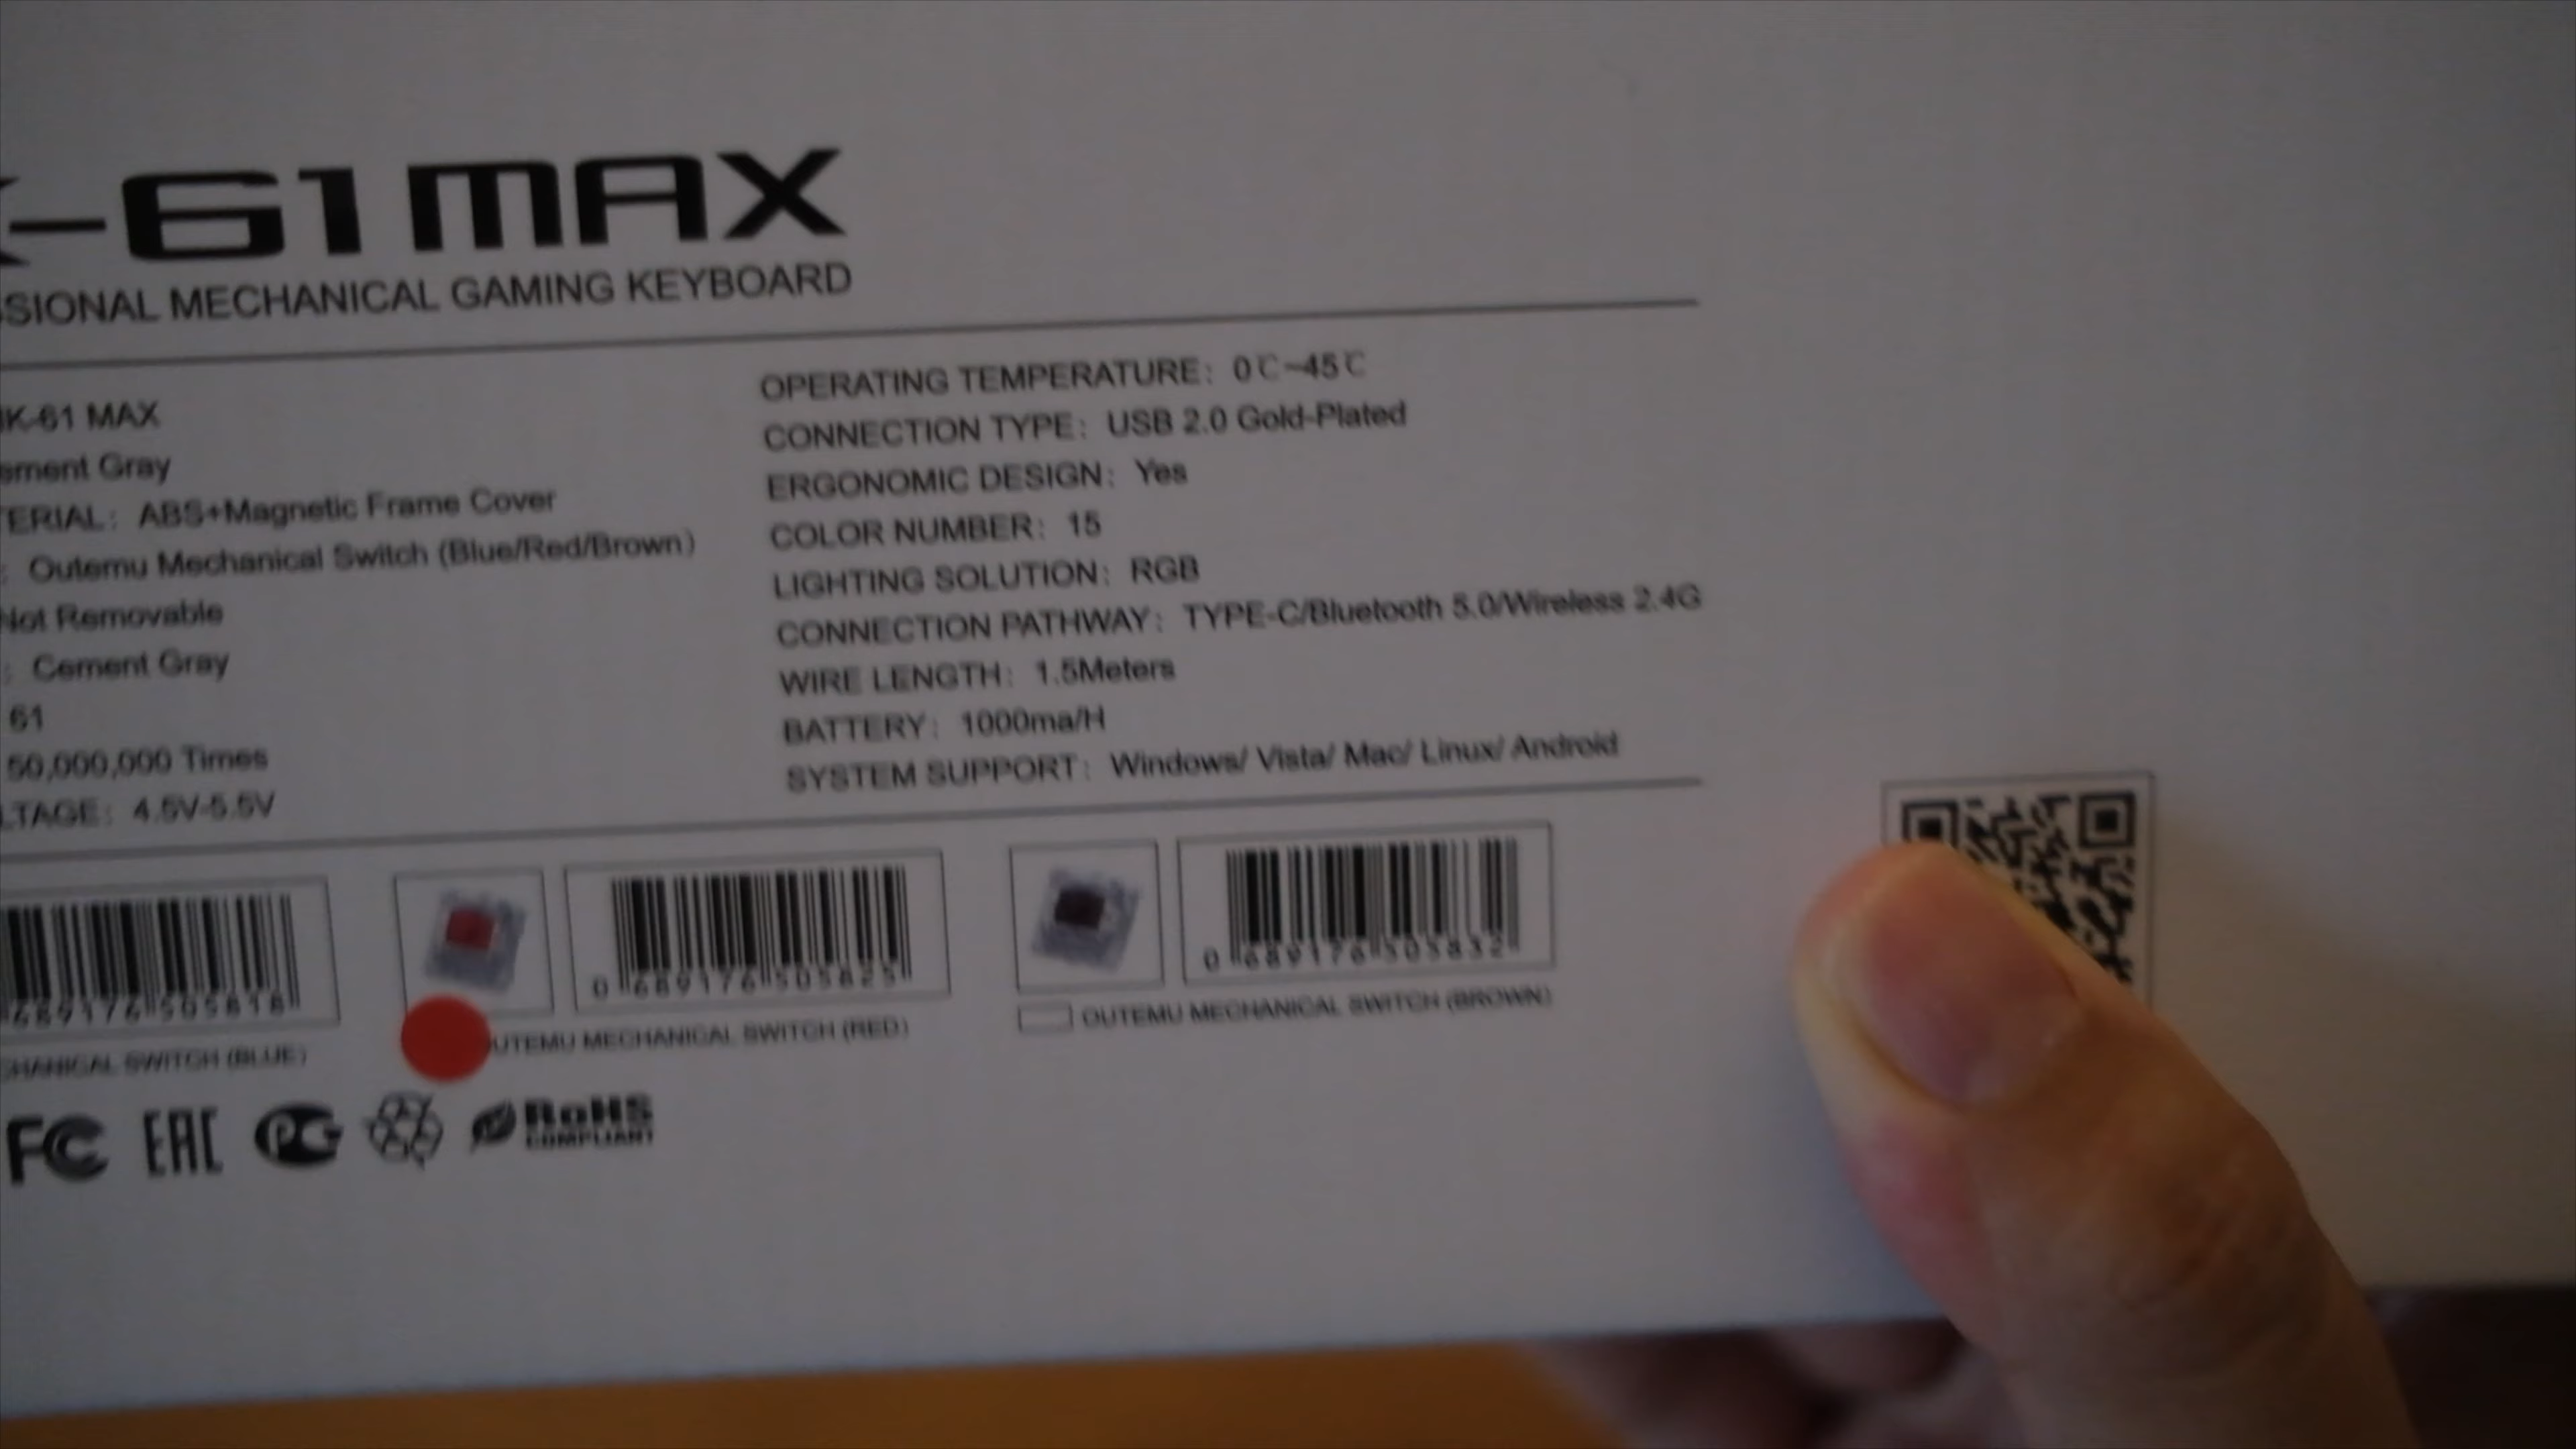 -61 MAX
SSIONAL MECHANICAL GAMING KEYBOARD
K-61 MAX
ement Gray
TERIAL: ABS+Magnetic Frame Cover
: Outemu Mechanical Switch (Blue/Red/Brown)
Not Removable
: Cement Gray
61
50,000,000 Times
LTAGE: 4.5V-5.5V
OPERATING TEMPERATURE: 0℃~45℃
CONNECTION TYPE: USB 2.0 Gold-Plated
ERGONOMIC DESIGN: Yes
COLOR NUMBER: 15
LIGHTING SOLUTION: RGB
CONNECTION PATHWAY: TYPE-C/Bluetooth 5.0/Wireless 2.4G
WIRE LENGTH: 1.5Meters
BATTERY: 1000ma/H
SYSTEM SUPPORT: Windows/ Vista/ Mac/ Linux/ Android
689176 505818
CHANICAL SWITCH (BLUE)
0 689176 505825
UTEMU MECHANICAL SWITCH (RED)
0 689176 505832
OUTEMU MECHANICAL SWITCH (BROWN)
FC EAC PG RoHS
COMPLIANT